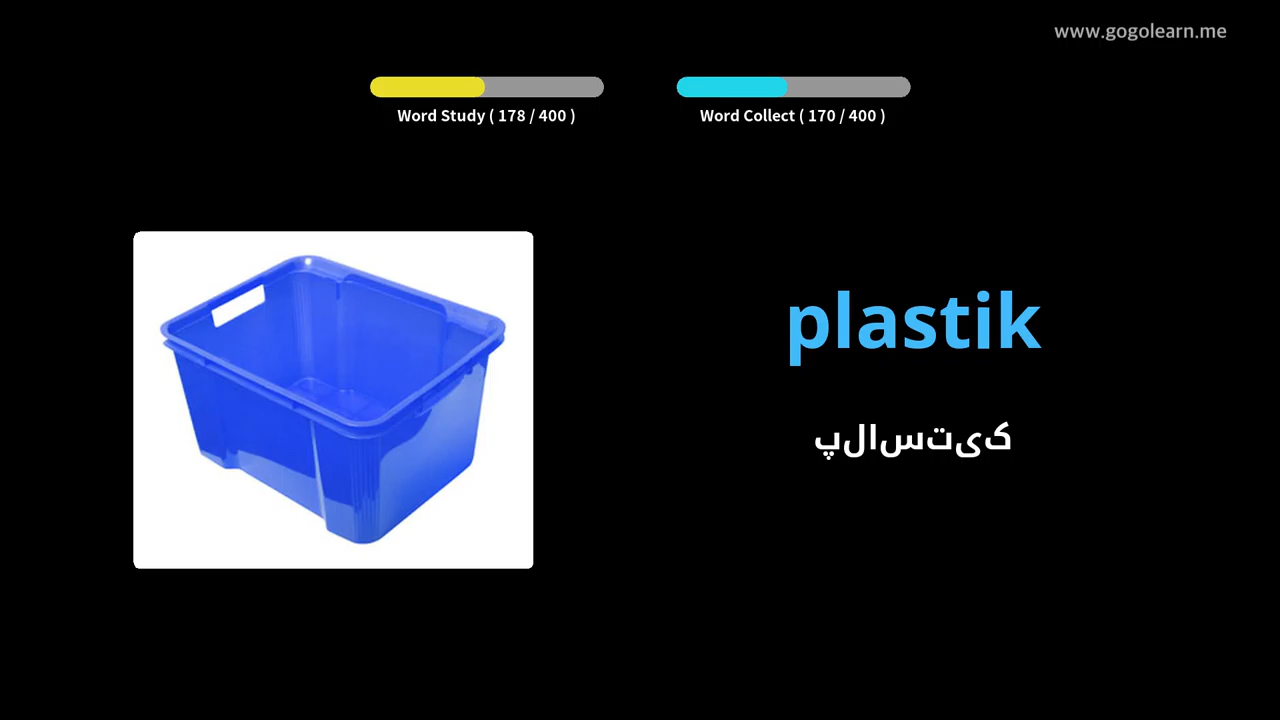 www.gogolearn.me
Word Study ( 178 / 400 )
Word Collect ( 170 / 400 )
plastik
پلاستیک